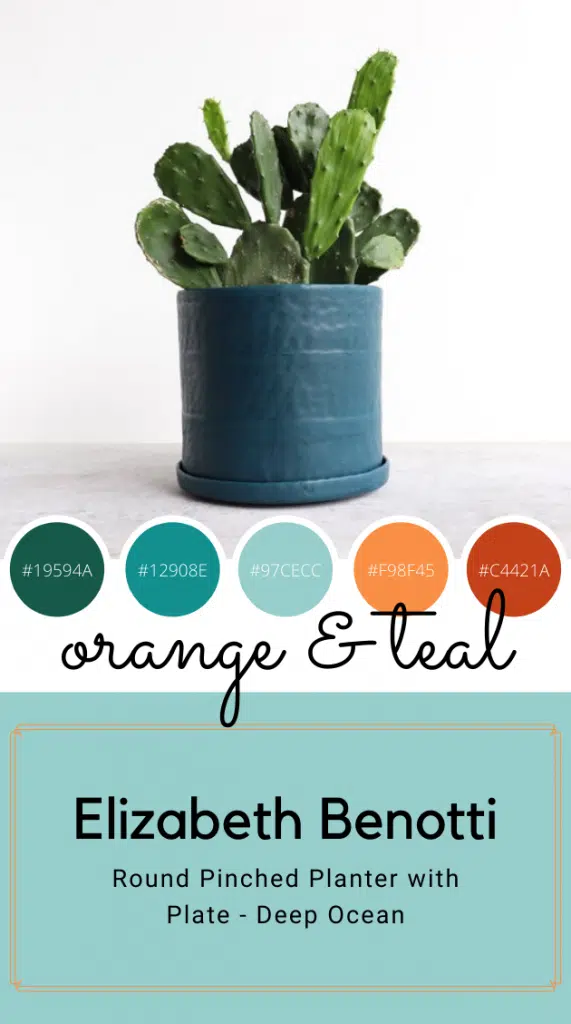 #19594A #12908E #97CECC #F98F45 #C4421A
orange & teal
Elizabeth Benotti
Round Pinched Planter with
Plate - Deep Ocean